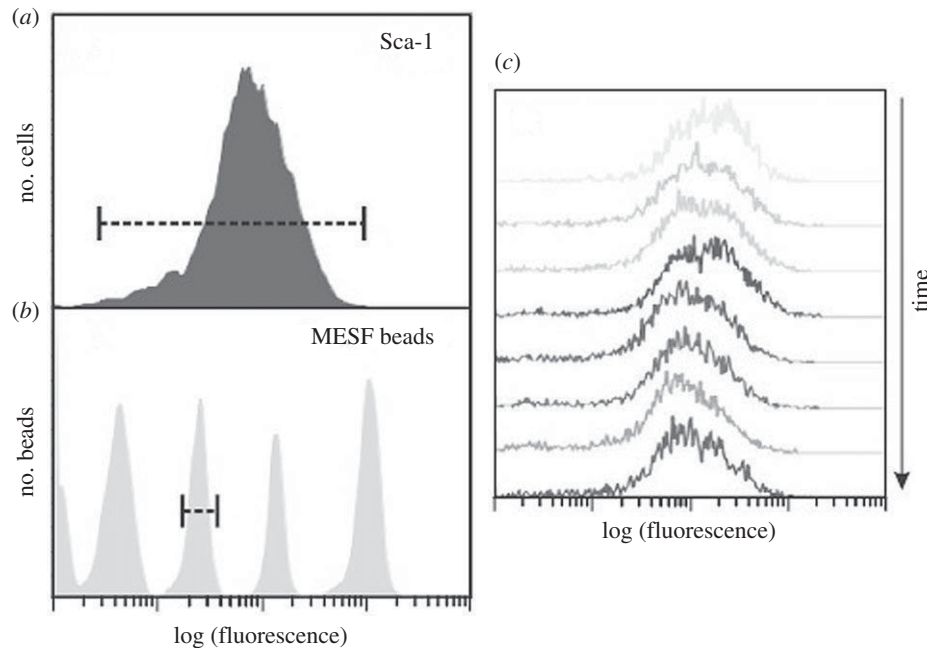 (a)
Sca-1
no. cells
(b)
MESF beads
no. beads
log (fluorescence)
(c)
time
log (fluorescence)